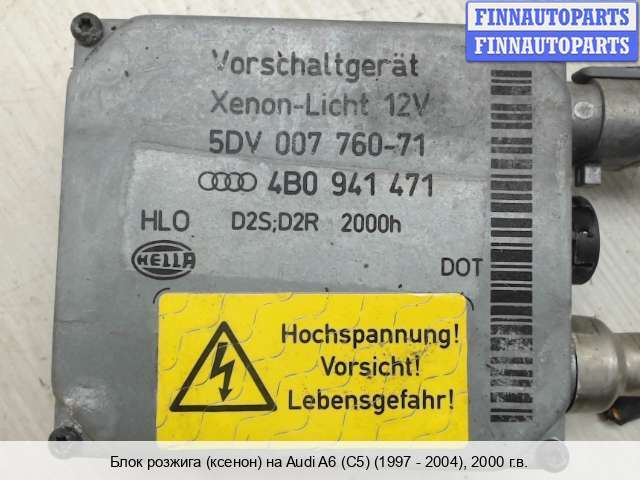 FINNAUTOPARTS
FINNAUTOPARTS
Vorschaltgerät
Xenon-Licht 12V
5DV 007 760-71
4B0 941 471
HLO D2S;D2R 2000h
HELLA
DOT
Hochspannung!
Vorsicht!
Lebensgefahr!
Блок розжига (ксенон) на Audi A6 (C5) (1997 - 2004), 2000 г.в.